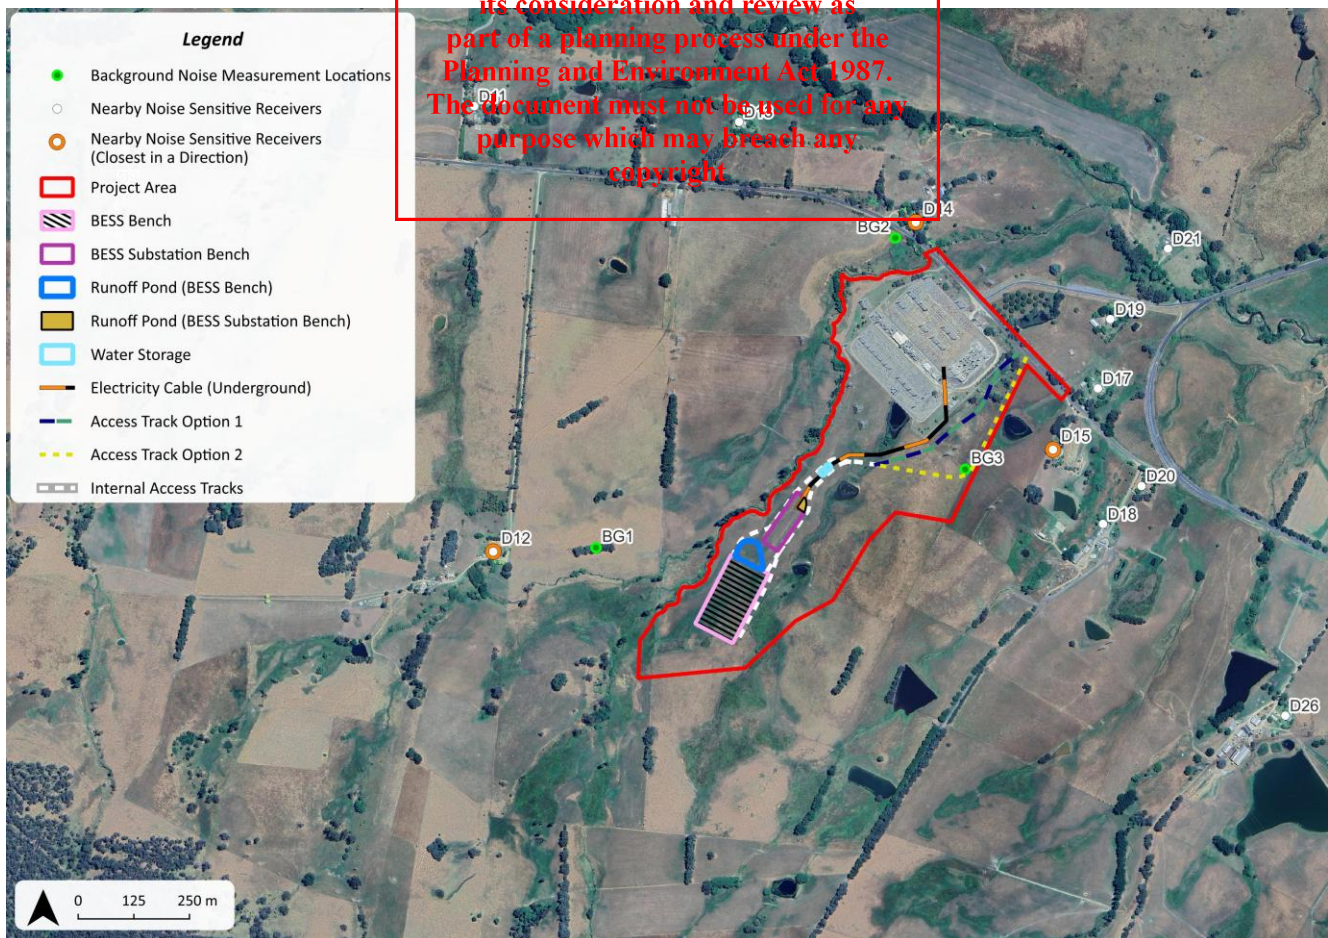 its consideration and review as
part of a planning process under the
Planning and Environment Act 1987.
The document must not be used for any
purpose which may breach any
copyright
Legend
Background Noise Measurement Locations
Nearby Noise Sensitive Receivers
Nearby Noise Sensitive Receivers
(Closest in a Direction)
Project Area
BESS Bench
BESS Substation Bench
Runoff Pond (BESS Bench)
Runoff Pond (BESS Substation Bench)
Water Storage
Electricity Cable (Underground)
Access Track Option 1
Access Track Option 2
Internal Access Tracks
D11
D13
D14
BG2
D21
D19
D17
D15
BG3
D20
D18
D12
BG1
D26
0 125 250 m